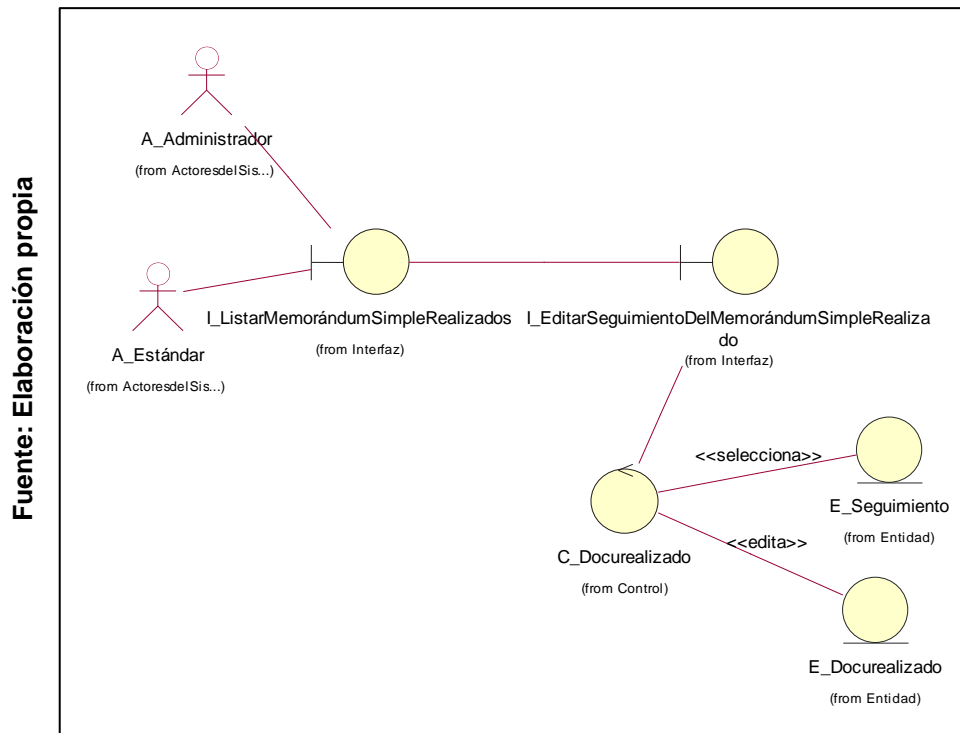 Fuente: Elaboración propia
A_Administrador
(from ActoresdelSis...)
A_Estándar
(from ActoresdelSis...)
I_ListarMemorándumSimpleRealizados
(from Interfaz)
I_EditarSeguimientoDelMemorándumSimpleRealiza
do
(from Interfaz)
<<selecciona>>
E_Seguimiento
(from Entidad)
C_Docurealizado
(from Control)
<<edita>>
E_Docurealizado
(from Entidad)